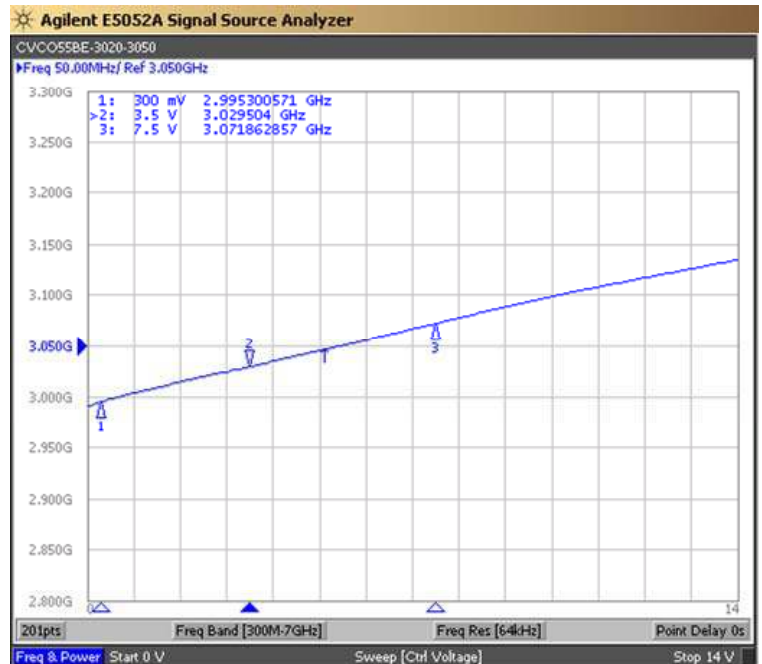 Agilent E5052A Signal Source Analyzer
CVCO55BE-3020-3050
▶Freq 50.00MHz/ Ref 3.050GHz
3.300G
1: 300 mV 2.995300571 GHz
>2: 3.5 V 3.029504 GHz
3: 7.5 V 3.071862857 GHz
3.250G
3.200G
3.150G
3.100G
3.050G
2
3
3.000G
1
2.950G
2.900G
2.850G
2.800G
0 14
201pts Freq Band [300M-7GHz] Freq Res [64kHz] Point Delay 0s
Freq & Power Start 0 V Sweep [Ctrl Voltage] Stop 14 V